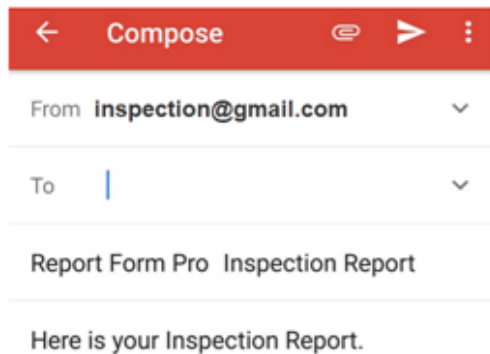 Compose
From inspection@gmail.com
To
Report Form Pro Inspection Report
Here is your Inspection Report.